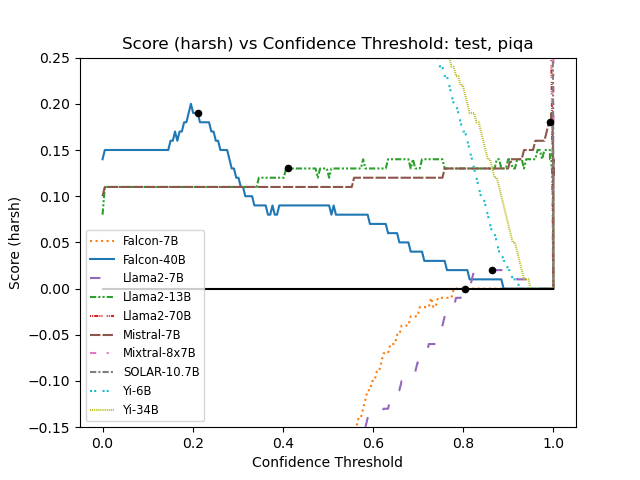 Score (harsh) vs Confidence Threshold: test, piqa
0.25
0.20
0.15
0.10
0.05
0.00
−0.05
−0.10
−0.15
Score (harsh)
Falcon-7B
Falcon-40B
Llama2-7B
Llama2-13B
Llama2-70B
Mistral-7B
Mixtral-8x7B
SOLAR-10.7B
Yi-6B
Yi-34B
0.0 0.2 0.4 0.6 0.8 1.0
Confidence Threshold